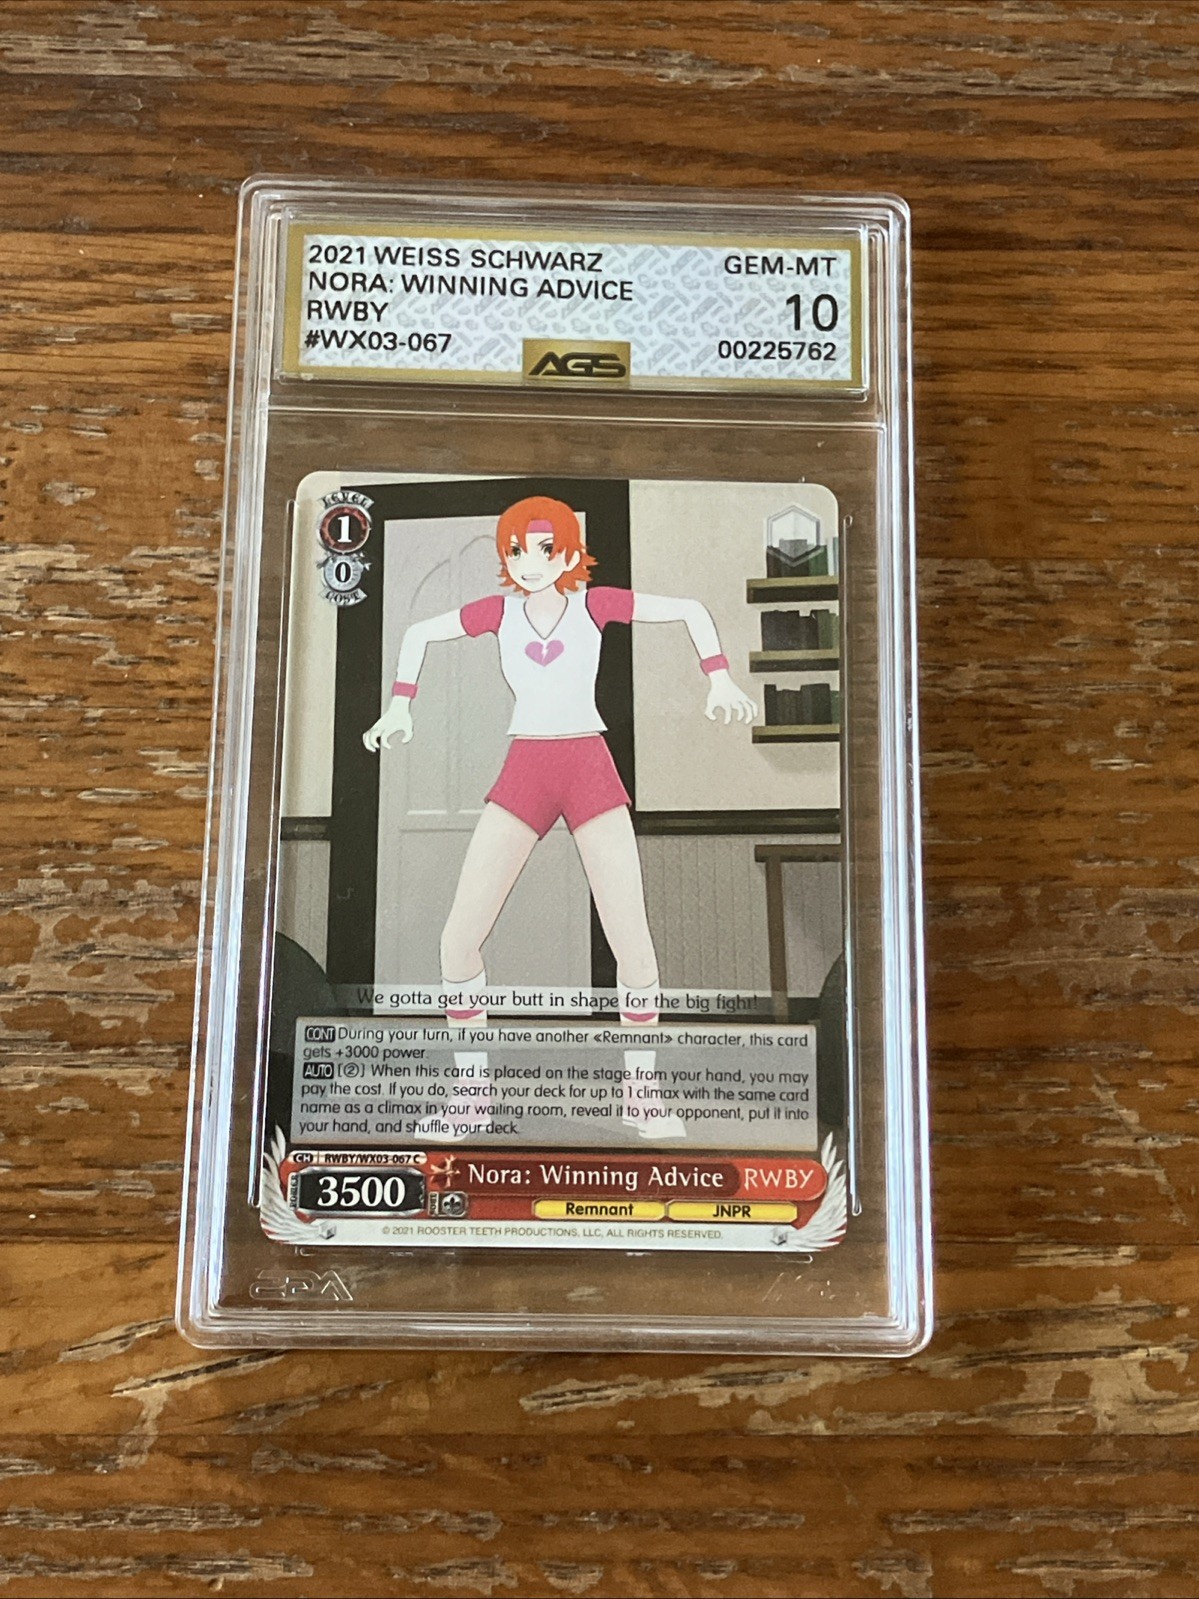 2021 WEISS SCHWARZ
NORA: WINNING ADVICE
RWBY
#WX03-067
GEM-MT
10
00225762
AGS
LEVEL
1
0
COST
We gotta get your butt in shape for the big fight!
CONT During your turn, if you have another «Remnant» character, this card
gets +3000 power.
AUTO [②] When this card is placed on the stage from your hand, you may
pay the cost. If you do, search your deck for up to 1 climax with the same card
name as a climax in your waiting room, reveal it to your opponent, put it into
your hand, and shuffle your deck.
CH RWBY/WX03-067 C
POWER 3500
Nora: Winning Advice RWBY
Remnant JNPR
© 2021 ROOSTER TEETH PRODUCTIONS, LLC, ALL RIGHTS RESERVED.